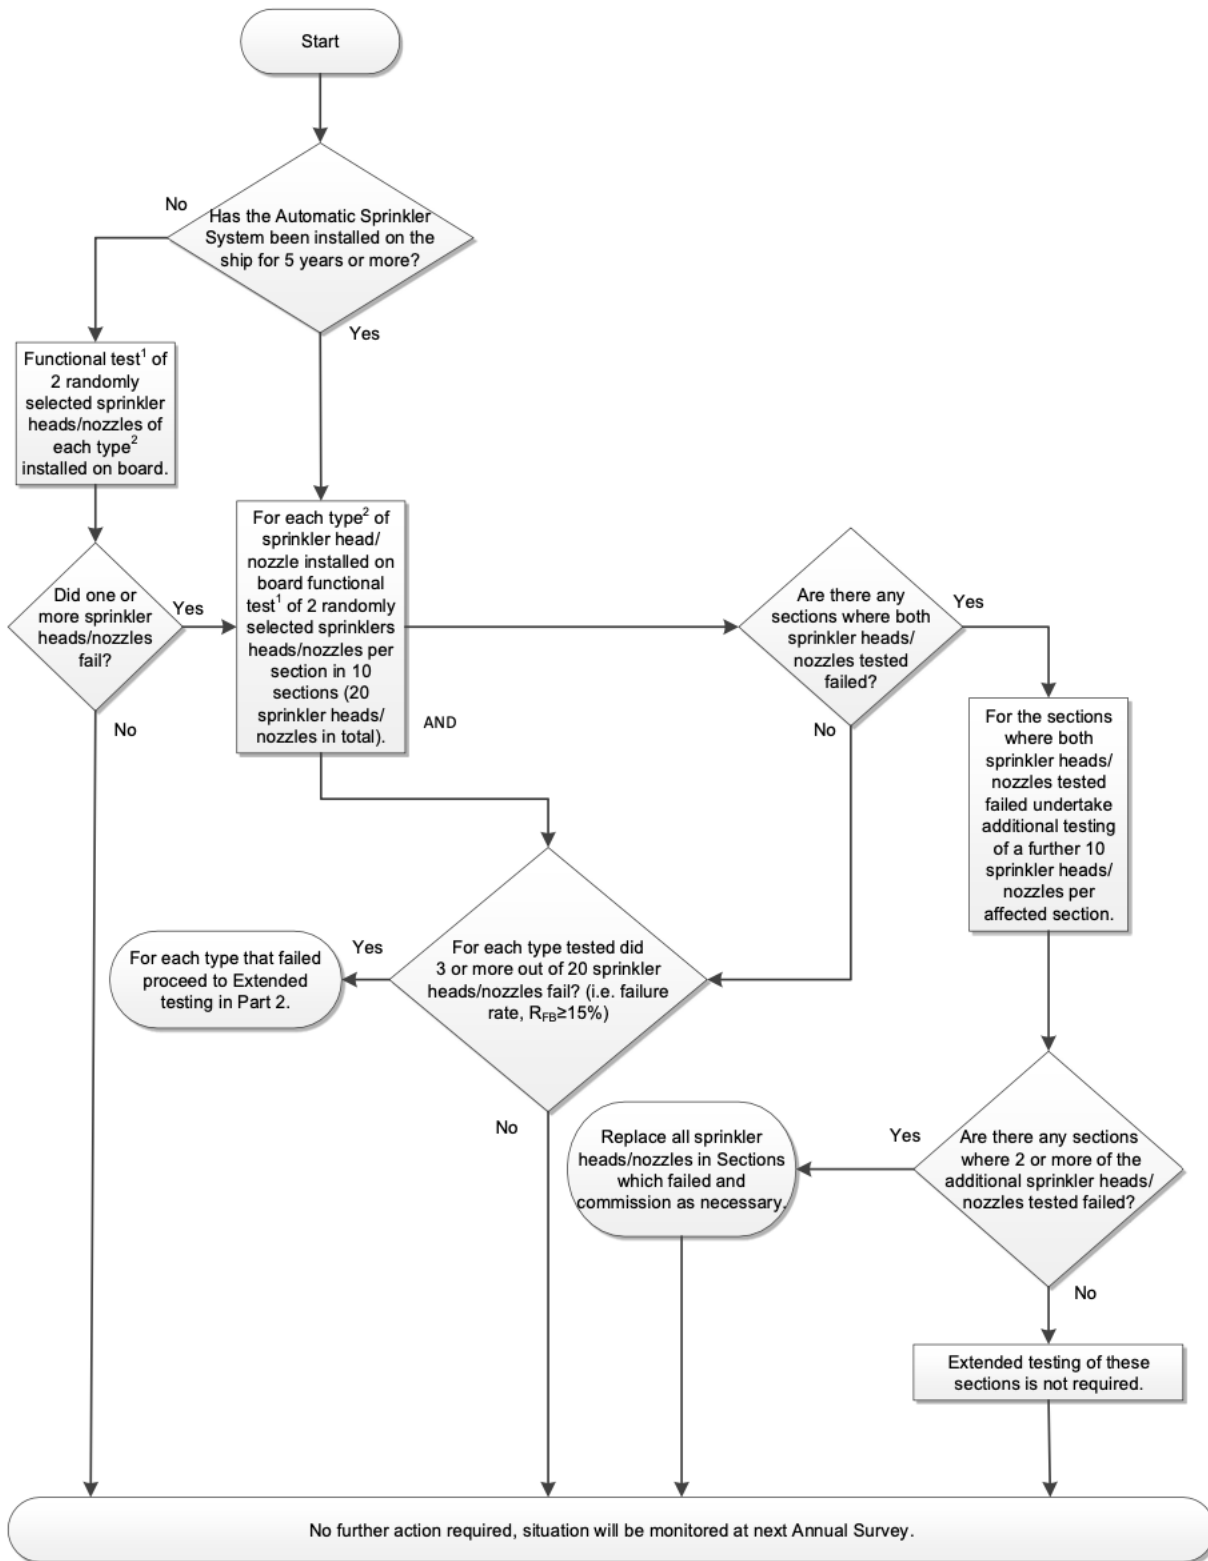 Start
No
Has the Automatic Sprinkler
System been installed on the
ship for 5 years or more?
Yes
Functional test¹ of
2 randomly
selected sprinkler
heads/nozzles of
each type²
installed on board.
Did one or
more sprinkler
heads/nozzles
fail?
Yes
No
For each type² of
sprinkler head/
nozzle installed on
board functional
test¹ of 2 randomly
selected sprinklers
heads/nozzles per
section in 10
sections (20
sprinkler heads/
nozzles in total).
AND
Are there any
sections where both
sprinkler heads/
nozzles tested
failed?
Yes
No
For the sections
where both
sprinkler heads/
nozzles tested
failed undertake
additional testing
of a further 10
sprinkler heads/
nozzles per
affected section.
For each type tested did
3 or more out of 20 sprinkler
heads/nozzles fail? (i.e. failure
rate, R_FB≥15%)
Yes
For each type that failed
proceed to Extended
testing in Part 2.
No
Are there any sections
where 2 or more of the
additional sprinkler heads/
nozzles tested failed?
Yes
Replace all sprinkler
heads/nozzles in Sections
which failed and
commission as necessary.
No
Extended testing of these
sections is not required.
No further action required, situation will be monitored at next Annual Survey.